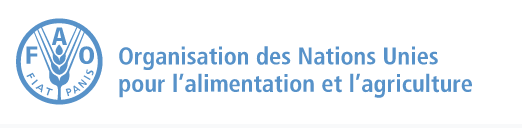 F A O
FIAT PANIS
Organisation des Nations Unies
pour l'alimentation et l'agriculture